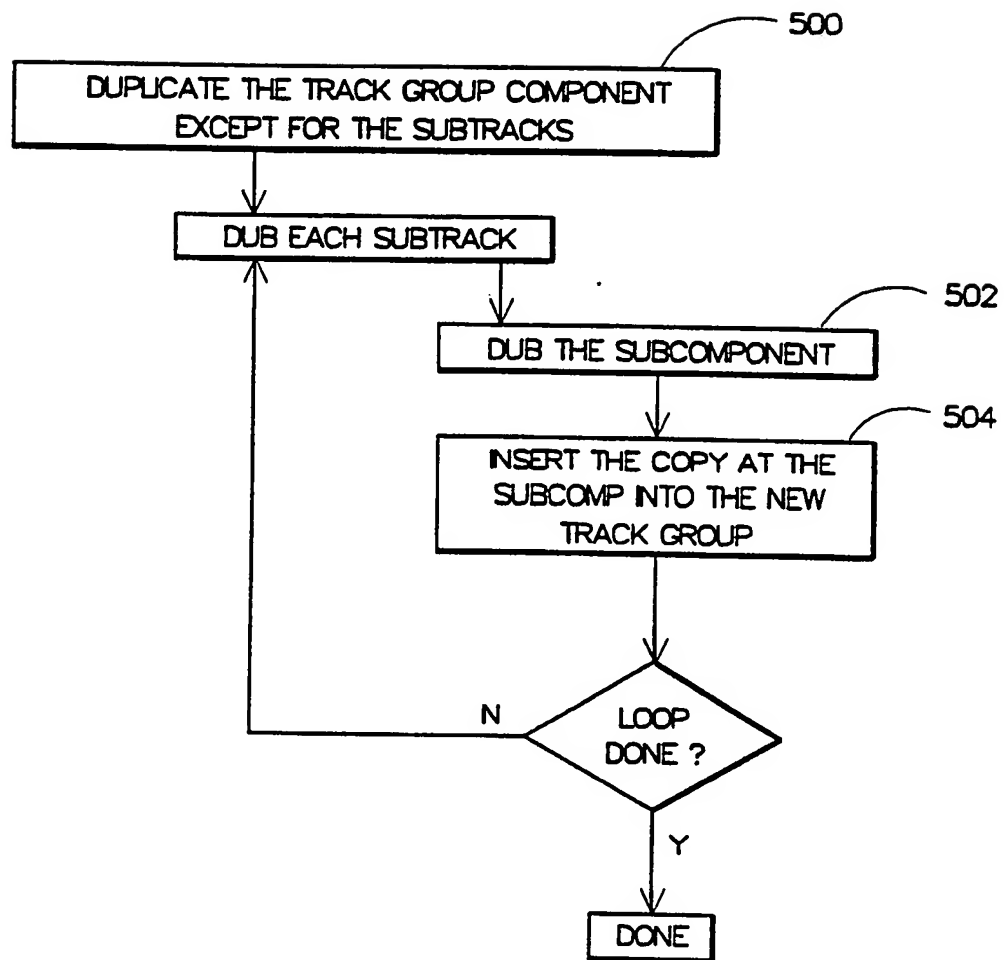 500
DUPLICATE THE TRACK GROUP COMPONENT
EXCEPT FOR THE SUBTRACKS
DUB EACH SUBTRACK
502
DUB THE SUBCOMPONENT
504
INSERT THE COPY AT THE
SUBCOMP INTO THE NEW
TRACK GROUP
N
LOOP
DONE ?
Y
DONE